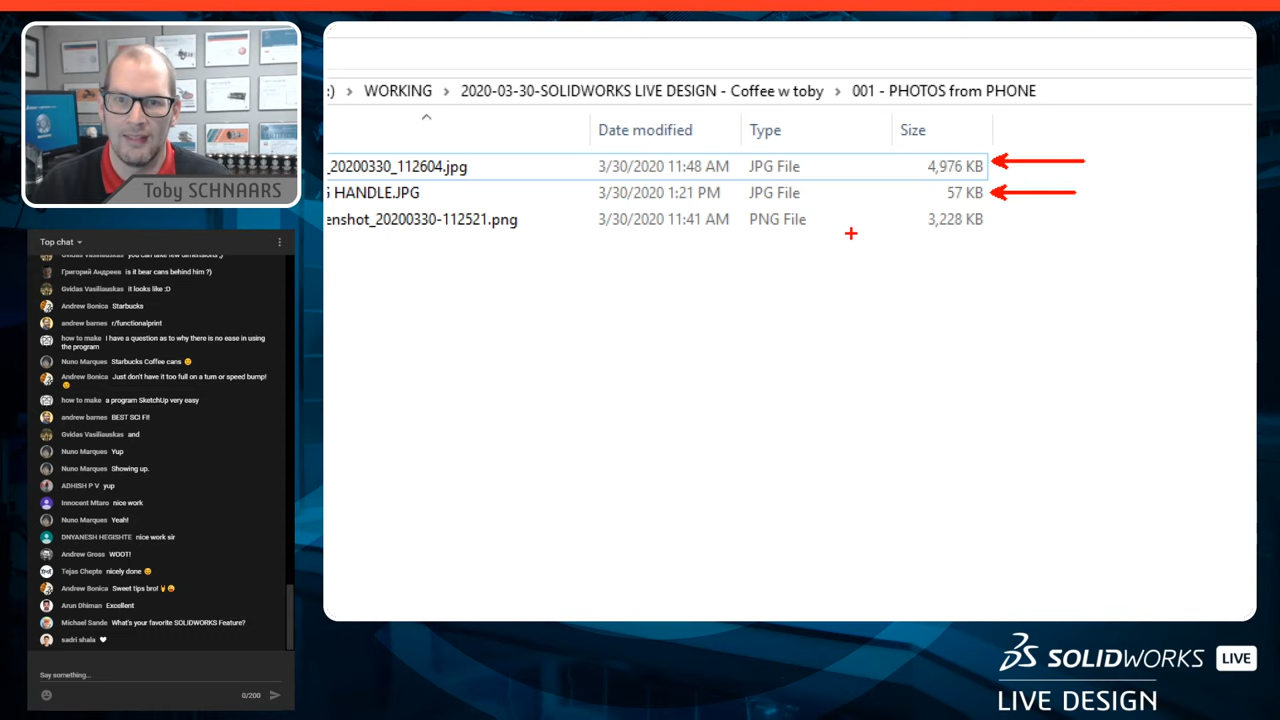 Toby SCHNAARS
:) > WORKING > 2020-03-30-SOLIDWORKS LIVE DESIGN - Coffee w toby > 001 - PHOTOS from PHONE
Date modified Type Size
_20200330_112604.jpg 3/30/2020 11:48 AM JPG File 4,976 KB
G HANDLE.JPG 3/30/2020 1:21 PM JPG File 57 KB
enshot_20200330-112521.png 3/30/2020 11:41 AM PNG File 3,228 KB
Top chat
Gvidas Vasiliauskas you can take few dimensions ;)
Григорий Андреев is it bear cans behind him ?)
Gvidas Vasiliauskas it looks like :D
Andrew Bonica Starbucks
andrew barnes r/functionalprint
how to make I have a question as to why there is no ease in using
the program
Nuno Marques Starbucks Coffee cans 🙂
Andrew Bonica Just don't have it too full on a turn or speed bump!
🙂
how to make a program SketchUp very easy
andrew barnes BEST SCI FI!
Gvidas Vasiliauskas and
Nuno Marques Yup
Nuno Marques Showing up.
ADHISH P V yup
Innocent Mtaro nice work
Nuno Marques Yeah!
DNYANESH HEGISHTE nice work sir
Andrew Gross WOOT!
Tejas Chepte nicely done 😊
Andrew Bonica Sweet tips bro! 🤘😄
Arun Dhiman Excellent
Michael Sande What's your favorite SOLIDWORKS Feature?
sadri shala 🤍
Say something...
0/200
SOLIDWORKS LIVE
LIVE DESIGN